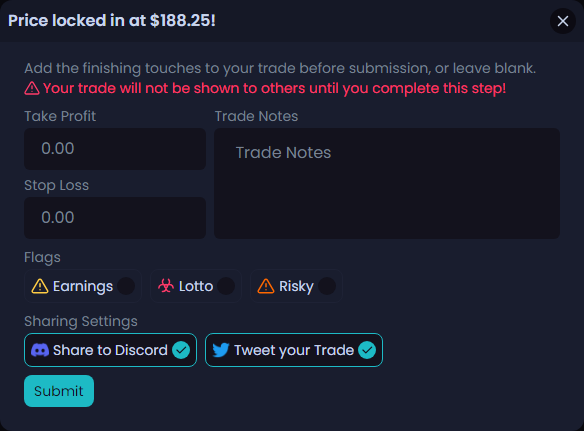 Price locked in at $188.25!
Add the finishing touches to your trade before submission, or leave blank.
Your trade will not be shown to others until you complete this step!
Take Profit
Trade Notes
0.00
Trade Notes
Stop Loss
0.00
Flags
Earnings
Lotto
Risky
Sharing Settings
Share to Discord
Tweet your Trade
Submit